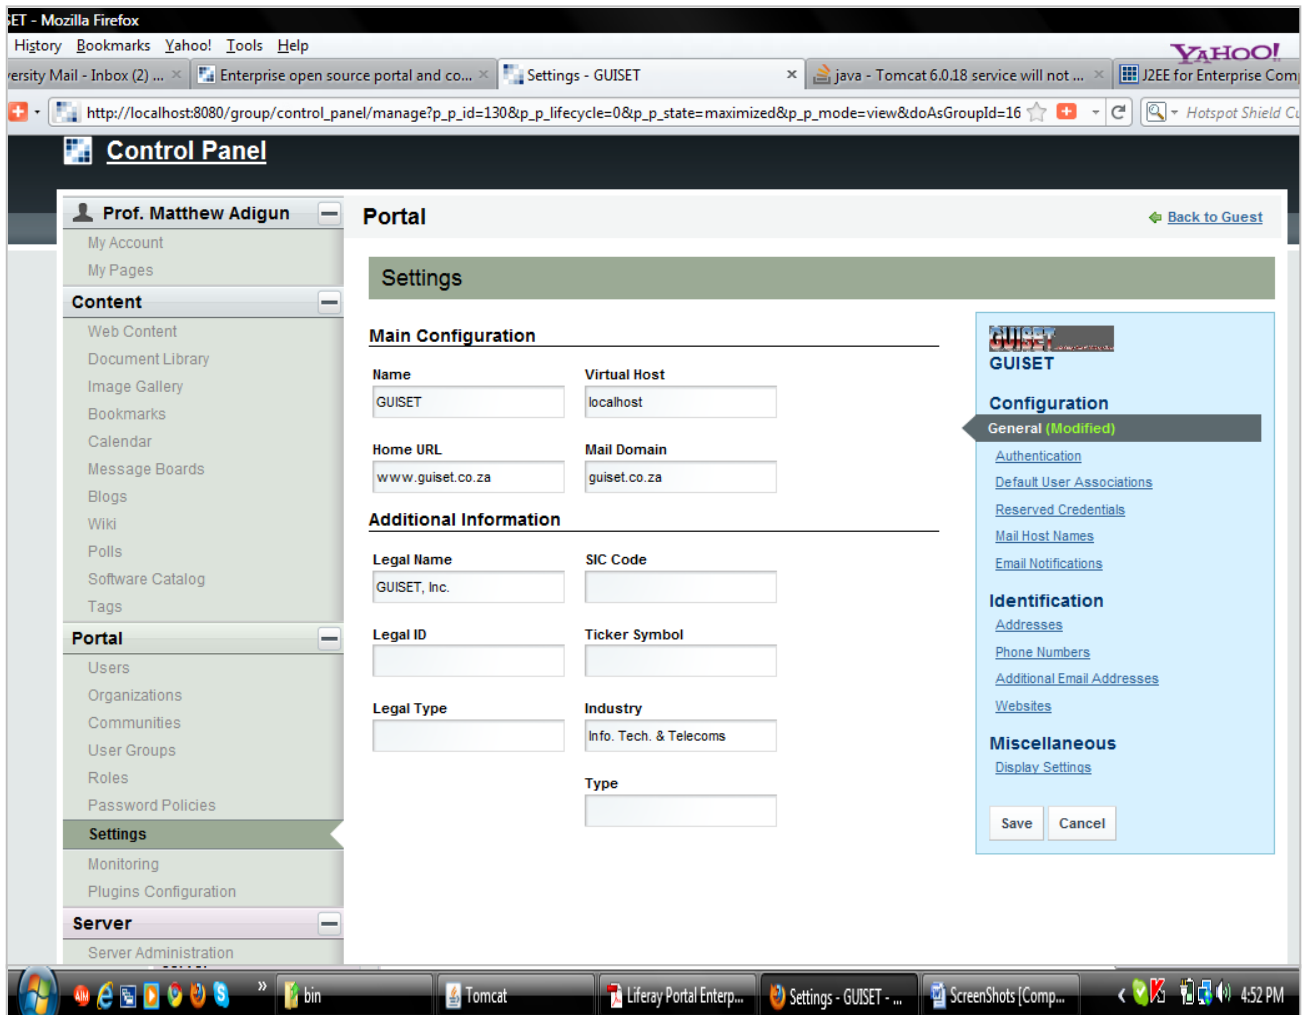 SET - Mozilla Firefox
History Bookmarks Yahoo! Tools Help
YAHOO!
versity Mail - Inbox (2) ... × Enterprise open source portal and co... × Settings - GUISET × java - Tomcat 6.0.18 service will not ... × J2EE for Enterprise Com
http://localhost:8080/group/control_panel/manage?p_p_id=130&p_p_lifecycle=0&p_p_state=maximized&p_p_mode=view&doAsGroupId=16 Hotspot Shield Cu
Control Panel
Prof. Matthew Adigun
My Account
My Pages
Content
Web Content
Document Library
Image Gallery
Bookmarks
Calendar
Message Boards
Blogs
Wiki
Polls
Software Catalog
Tags
Portal
Users
Organizations
Communities
User Groups
Roles
Password Policies
Settings
Monitoring
Plugins Configuration
Server
Server Administration
Portal
Back to Guest
Settings
Main Configuration
Name Virtual Host
GUISET localhost
Home URL Mail Domain
www.guiset.co.za guiset.co.za
Additional Information
Legal Name SIC Code
GUISET, Inc.
Legal ID Ticker Symbol
Legal Type Industry
Info. Tech. & Telecoms
Type
GUISET
GUISET
Configuration
General (Modified)
Authentication
Default User Associations
Reserved Credentials
Mail Host Names
Email Notifications
Identification
Addresses
Phone Numbers
Additional Email Addresses
Websites
Miscellaneous
Display Settings
Save Cancel
bin Tomcat Liferay Portal Enterp... Settings - GUISET - ... ScreenShots [Comp... 4:52 PM